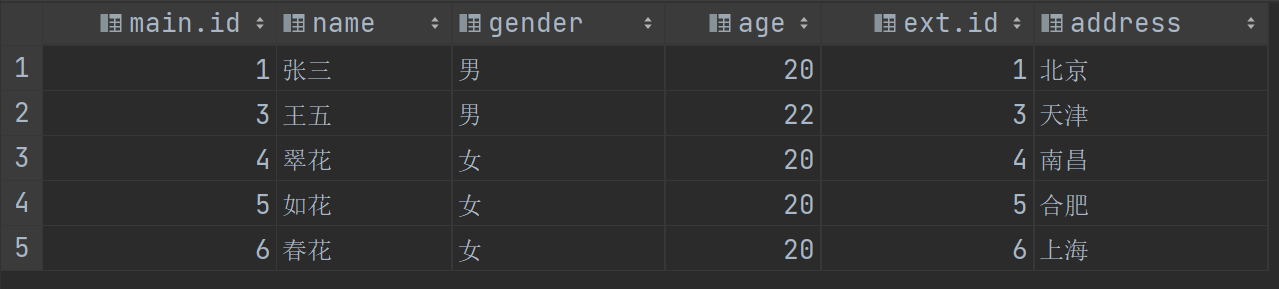 main.id name gender age ext.id address
1 1 张三 男 20 1 北京
2 3 王五 男 22 3 天津
3 4 翠花 女 20 4 南昌
4 5 如花 女 20 5 合肥
5 6 春花 女 20 6 上海